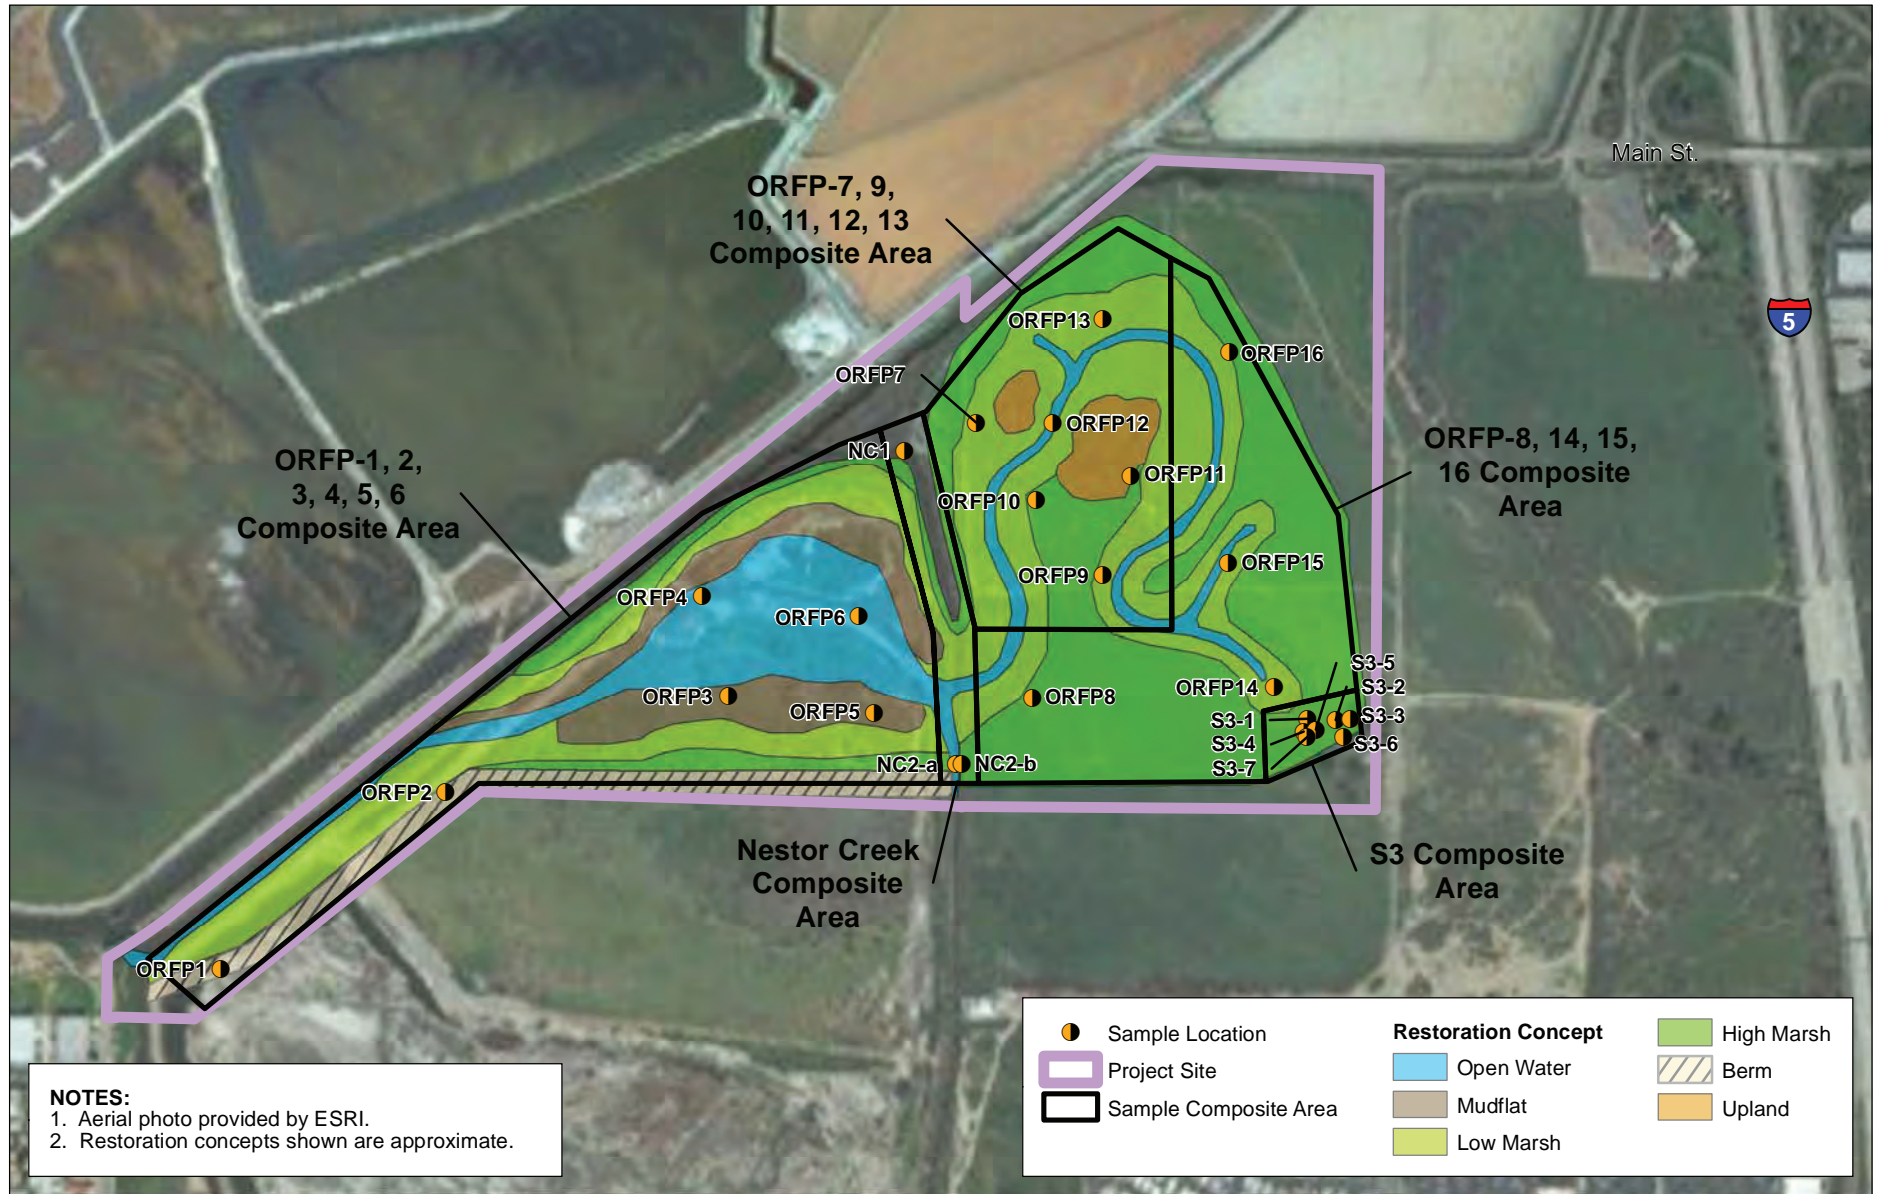 Main St.
5
ORFP-7, 9,
10, 11, 12, 13
Composite Area
ORFP-1, 2,
3, 4, 5, 6
Composite Area
ORFP-8, 14, 15,
16 Composite
Area
Nestor Creek
Composite
Area
S3 Composite
Area
ORFP13
ORFP16
ORFP7
ORFP12
NC1
ORFP11
ORFP10
ORFP15
ORFP9
ORFP4
ORFP6
ORFP3
ORFP5
ORFP8
ORFP14
S3-5
S3-2
S3-1
S3-3
S3-4
S3-6
S3-7
NC2-a
NC2-b
ORFP2
ORFP1
NOTES:
1. Aerial photo provided by ESRI.
2. Restoration concepts shown are approximate.
Sample Location
Project Site
Sample Composite Area
Restoration Concept
Open Water
Mudflat
Low Marsh
High Marsh
Berm
Upland